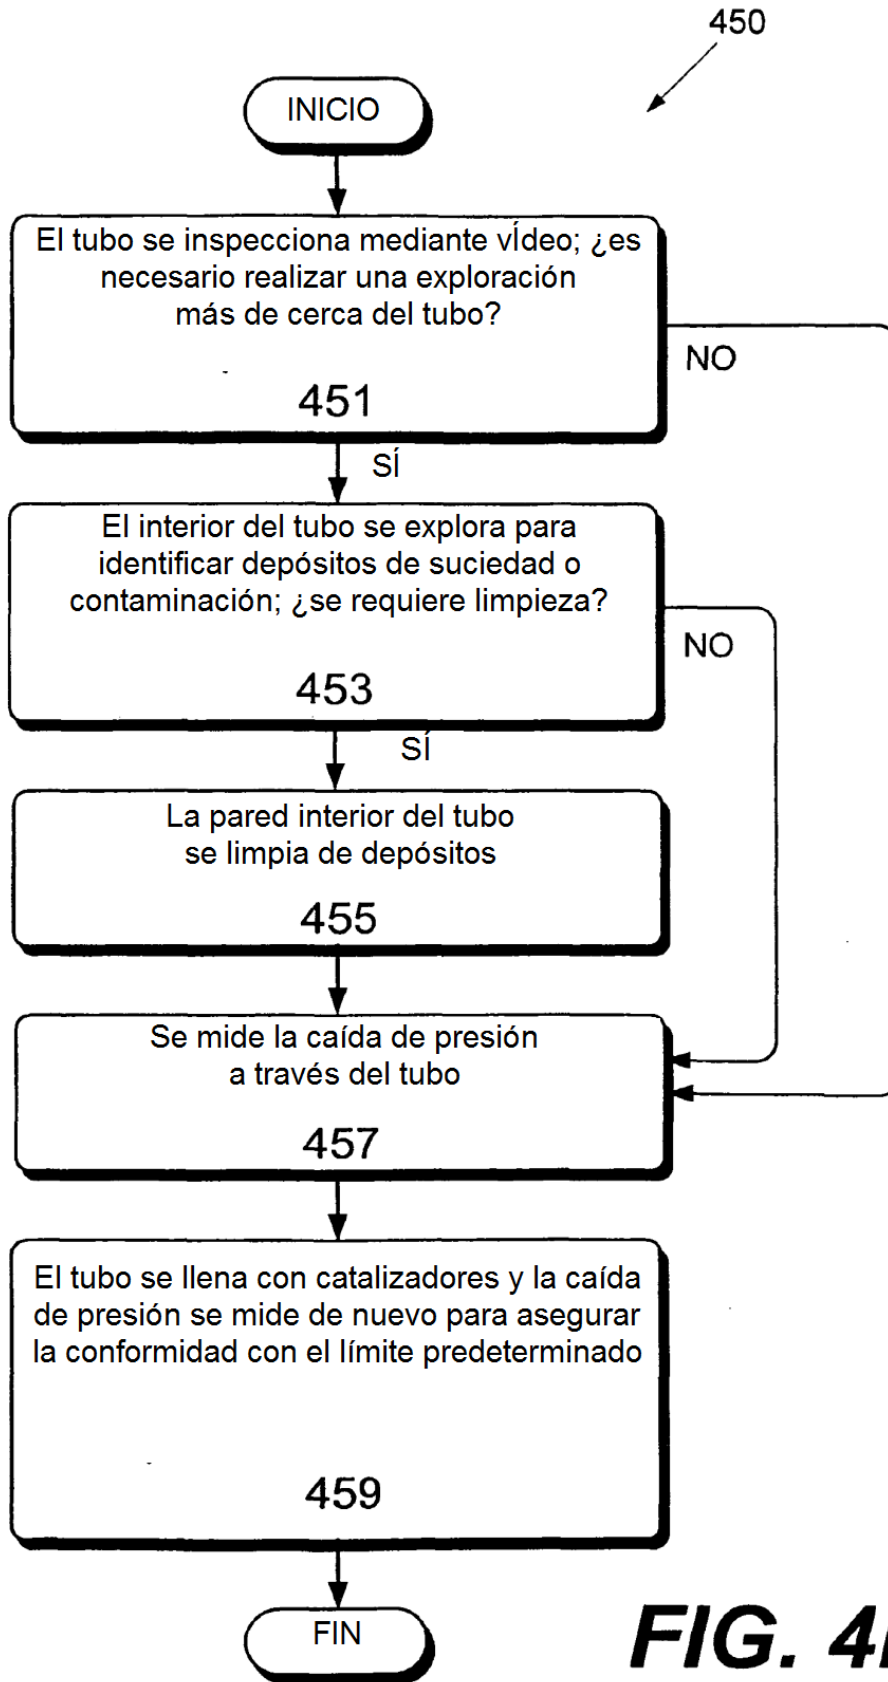 450
INICIO
El tubo se inspecciona mediante vÍdeo; ¿es
necesario realizar una exploración
más de cerca del tubo?
451
NO
SÍ
El interior del tubo se explora para
identificar depósitos de suciedad o
contaminación; ¿se requiere limpieza?
453
NO
SÍ
La pared interior del tubo
se limpia de depósitos
455
Se mide la caída de presión
a través del tubo
457
El tubo se llena con catalizadores y la caída
de presión se mide de nuevo para asegurar
la conformidad con el límite predeterminado
459
FIN
FIG.